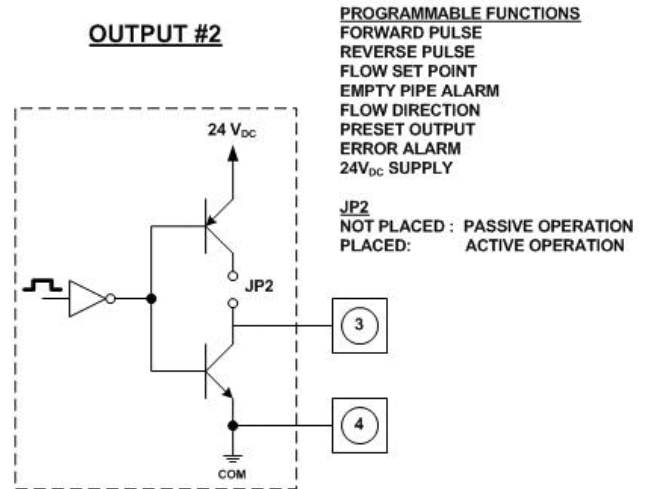 OUTPUT #2
PROGRAMMABLE FUNCTIONS
FORWARD PULSE
REVERSE PULSE
FLOW SET POINT
EMPTY PIPE ALARM
FLOW DIRECTION
PRESET OUTPUT
ERROR ALARM
24VDC SUPPLY
JP2
NOT PLACED : PASSIVE OPERATION
PLACED: ACTIVE OPERATION
24 VDC
JP2
3
4
COM